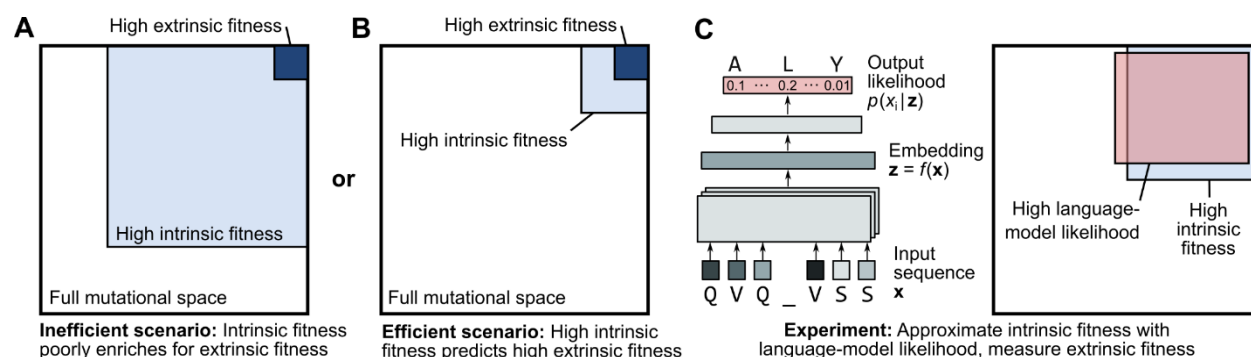 A
High extrinsic fitness
High intrinsic fitness
Full mutational space
Inefficient scenario: Intrinsic fitness
poorly enriches for extrinsic fitness
or
B
High extrinsic fitness
High intrinsic fitness
Full mutational space
Efficient scenario: High intrinsic
fitness predicts high extrinsic fitness
C
A L Y
0.1 ··· 0.2 ··· 0.01
Output
likelihood
p(xᵢ|z)
Embedding
z = f(x)
Input
sequence
x
Q V Q _ V S S
High language-
model likelihood
High
intrinsic
fitness
Experiment: Approximate intrinsic fitness with
language-model likelihood, measure extrinsic fitness